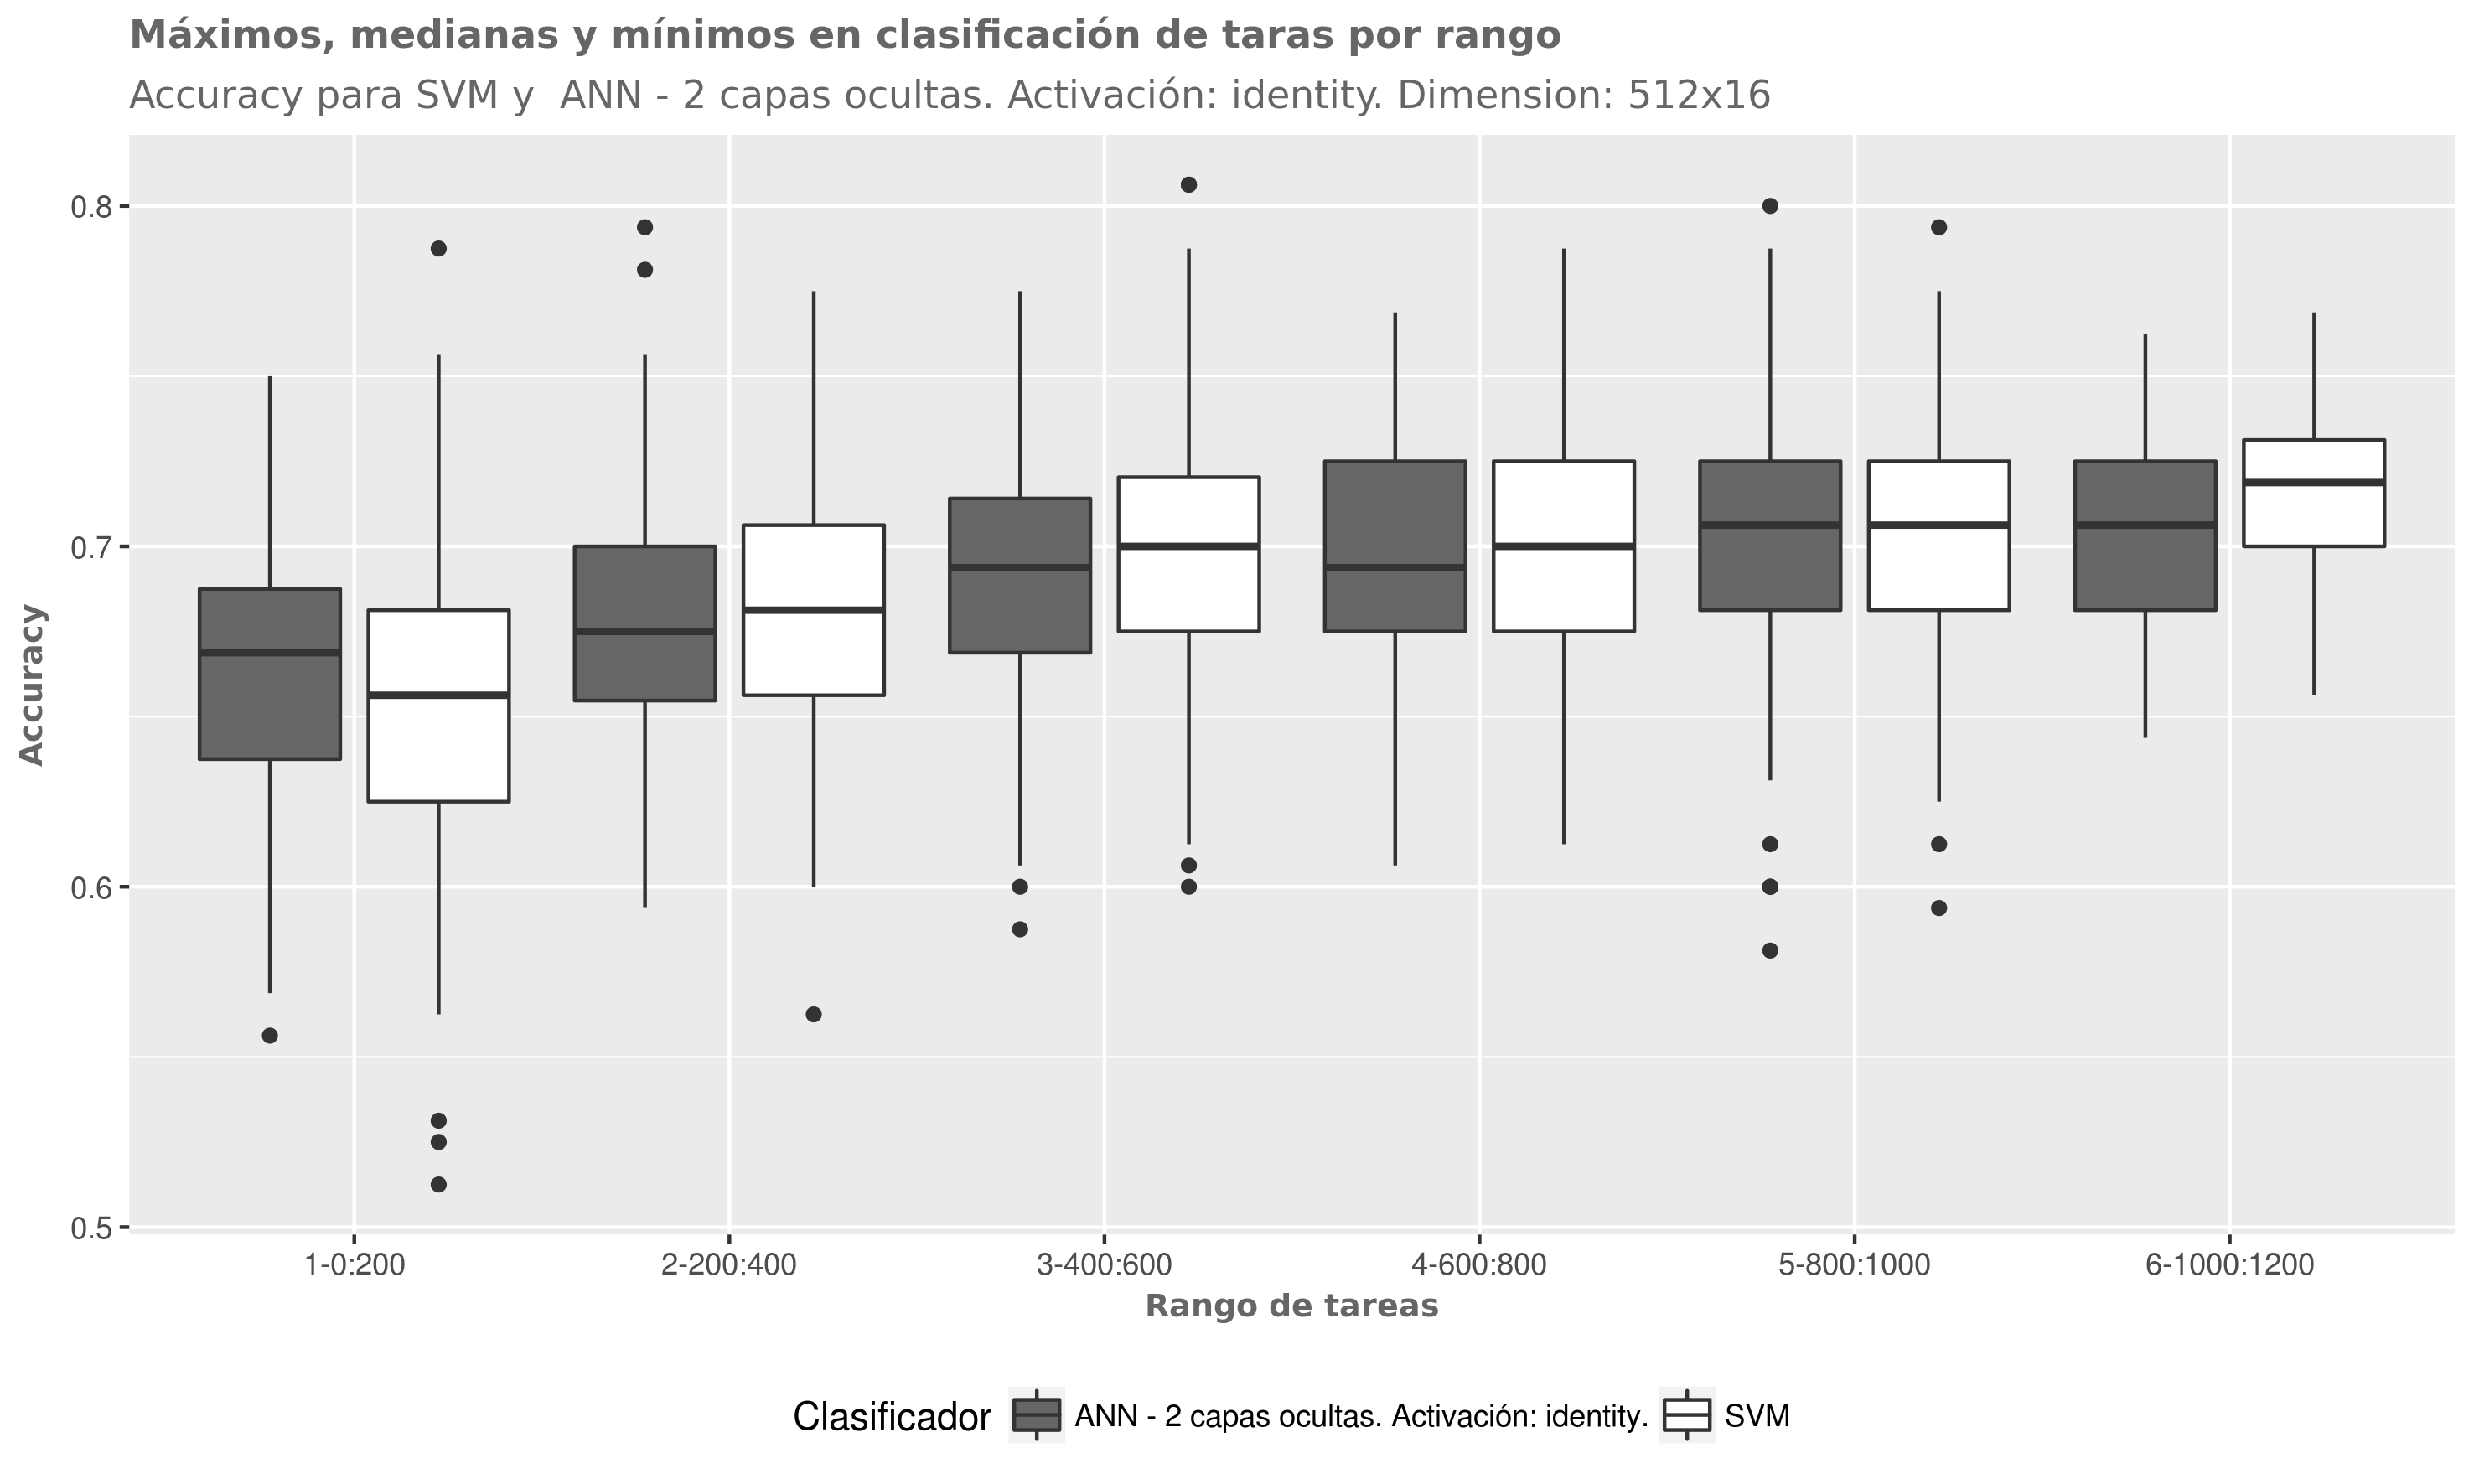 Máximos, medianas y mínimos en clasificación de taras por rango
Accuracy para SVM y  ANN - 2 capas ocultas. Activación: identity. Dimension: 512x16
0.8
0.7
0.6
0.5
Accuracy
1-0:200
2-200:400
3-400:600
4-600:800
5-800:1000
6-1000:1200
Rango de tareas
Clasificador
ANN - 2 capas ocultas. Activación: identity.
SVM